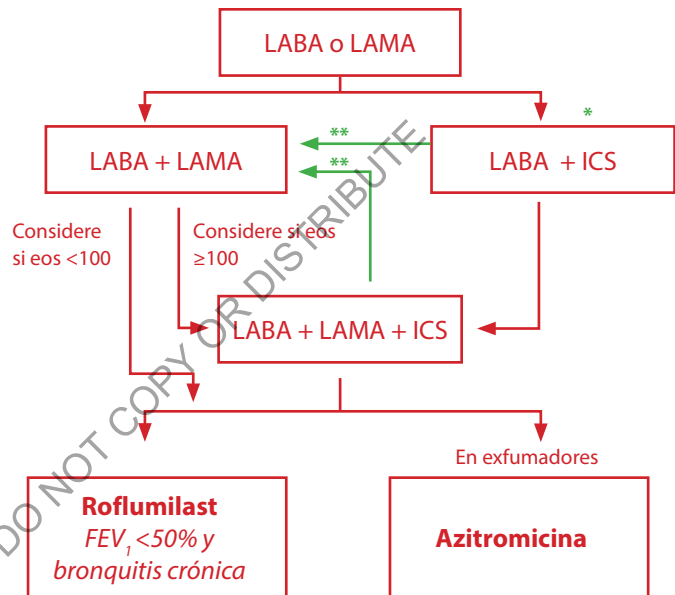 LABA o LAMA
*
LABA + LAMA
**
**
LABA + ICS
Considere
si eos <100
Considere si eos
≥100
LABA + LAMA + ICS
En exfumadores
Roflumilast
FEV1 <50% y
bronquitis crónica
Azitromicina
DO NOT COPY OR DISTRIBUTE